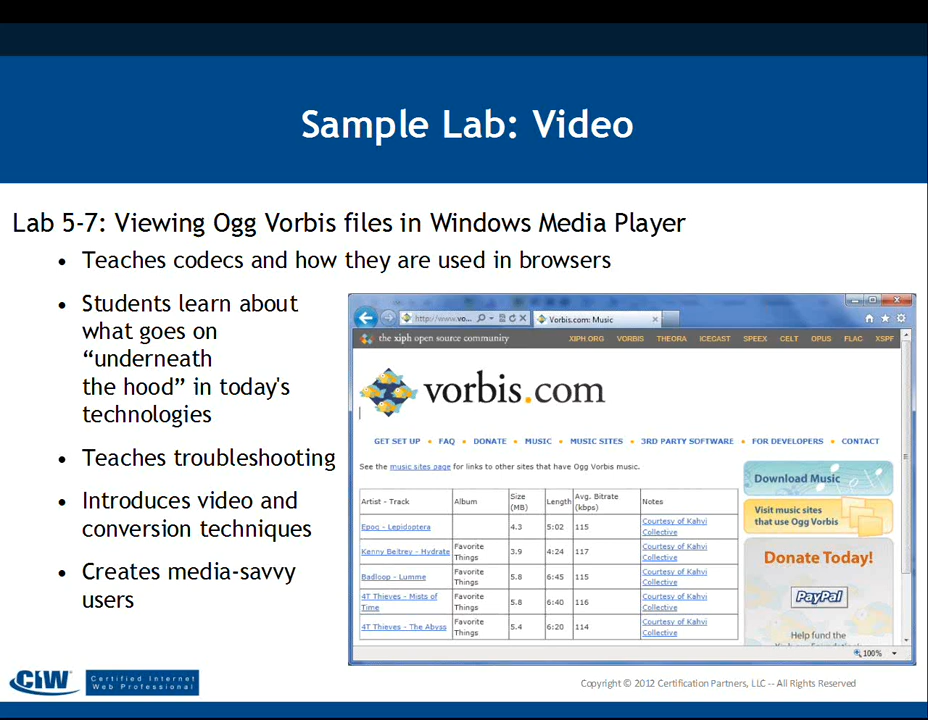 Sample Lab: Video
Lab 5-7: Viewing Ogg Vorbis files in Windows Media Player
• Teaches codecs and how they are used in browsers
• Students learn about
what goes on
“underneath
the hood” in today's
technologies
• Teaches troubleshooting
• Introduces video and
conversion techniques
• Creates media-savvy
users
http://www.vo...
Vorbis.com: Music
the xiph open source community
XIPH.ORG VORBIS THEORA ICECAST SPEEX CELT OPUS FLAC XSPF
vorbis.com
GET SET UP • FAQ • DONATE • MUSIC • MUSIC SITES • 3RD PARTY SOFTWARE • FOR DEVELOPERS • CONTACT
See the music sites page for links to other sites that have Ogg Vorbis music.
Artist - Track Album Size (MB) Length Avg. Bitrate (kbps) Notes
Epoq - Lepidoptera 4.3 5:02 115 Courtesy of Kahvi Collective
Kenny Beltrey - Hydrate Favorite Things 3.9 4:24 117 Courtesy of Kahvi Collective
Badloop - Lumme Favorite Things 5.8 6:45 115 Courtesy of Kahvi Collective
4T Thieves - Mists of Time Favorite Things 5.8 6:40 116 Courtesy of Kahvi Collective
4T Thieves - The Abyss Favorite Things 5.4 6:20 114 Courtesy of Kahvi Collective
Download Music
Visit music sites
that use Ogg Vorbis
Donate Today!
PayPal
Help fund the
100%
CIW
Certified Internet
Web Professional
Copyright © 2012 Certification Partners, LLC -- All Rights Reserved